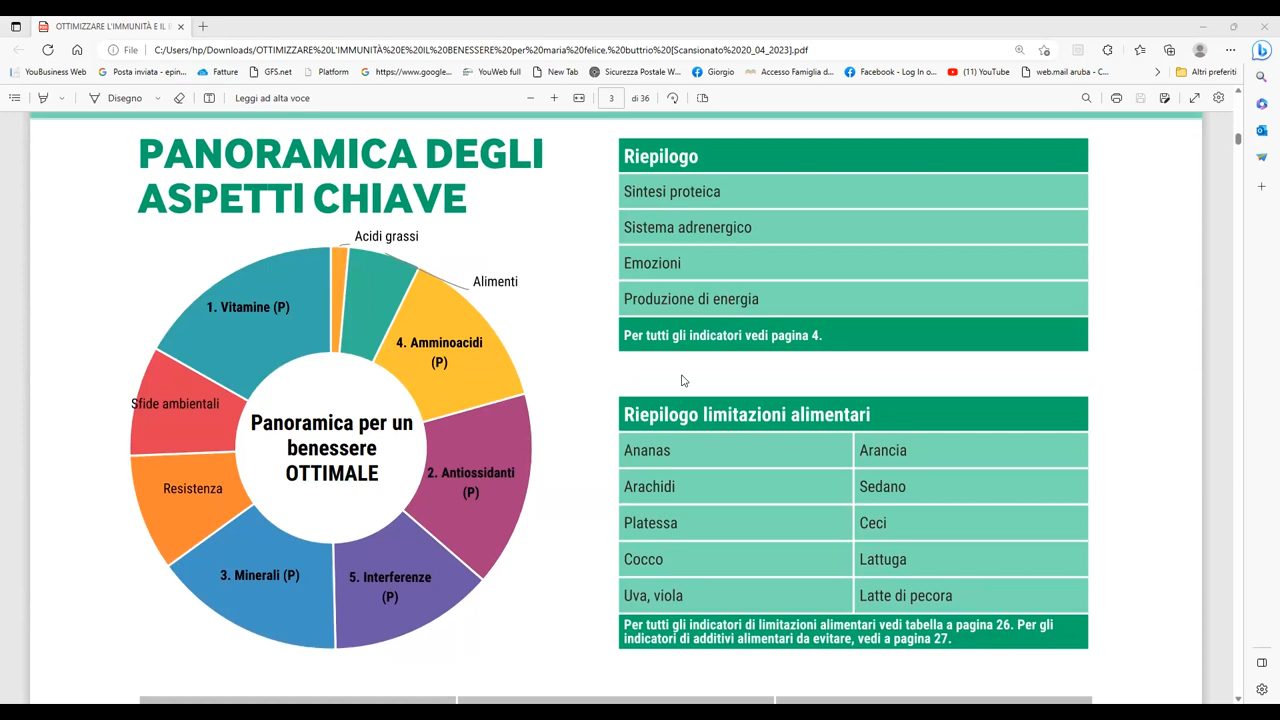 OTTIMIZZARE L'IMMUNITÀ E IL B
File
C:/Users/hp/Downloads/OTTIMIZZARE%20L'IMMUNITÀ%20E%20IL%20BENESSERE%20per%20maria%20felice,%20buttrio%20[Scansionato%2020_04_2023].pdf
YouBusiness Web
Posta inviata - epin...
Fatture
GFS.net
Platform
https://www.google...
YouWeb full
New Tab
Sicurezza Postale W...
Giorgio
Accesso Famiglia d...
Facebook - Log In o...
(11) YouTube
web.mail aruba - C...
Altri preferiti
Disegno
Leggi ad alta voce
3
di 36
PANORAMICA DEGLI
ASPETTI CHIAVE
Acidi grassi
Alimenti
1. Vitamine (P)
4. Amminoacidi
(P)
Sfide ambientali
Panoramica per un
benessere
OTTIMALE
2. Antiossidanti
(P)
Resistenza
3. Minerali (P)
5. Interferenze
(P)
Riepilogo
Sintesi proteica
Sistema adrenergico
Emozioni
Produzione di energia
Per tutti gli indicatori vedi pagina 4.
Riepilogo limitazioni alimentari
Ananas
Arancia
Arachidi
Sedano
Platessa
Ceci
Cocco
Lattuga
Uva, viola
Latte di pecora
Per tutti gli indicatori di limitazioni alimentari vedi tabella a pagina 26. Per gli
indicatori di additivi alimentari da evitare, vedi a pagina 27.